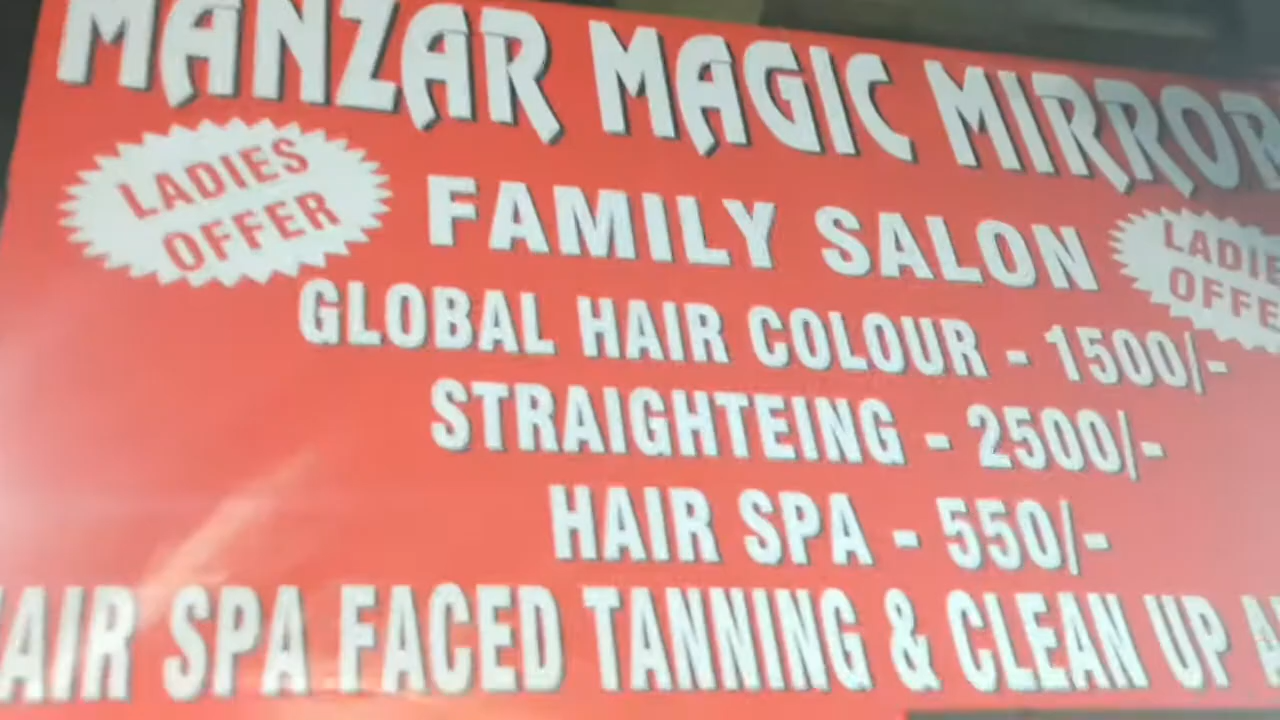 MANZAR MAGIC MIRROR
LADIES
OFFER
FAMILY SALON
LADIE
OFFE
GLOBAL HAIR COLOUR - 1500/-
STRAIGHTEING - 2500/-
HAIR SPA - 550/-
AIR SPA FACED TANNING & CLEAN UP A